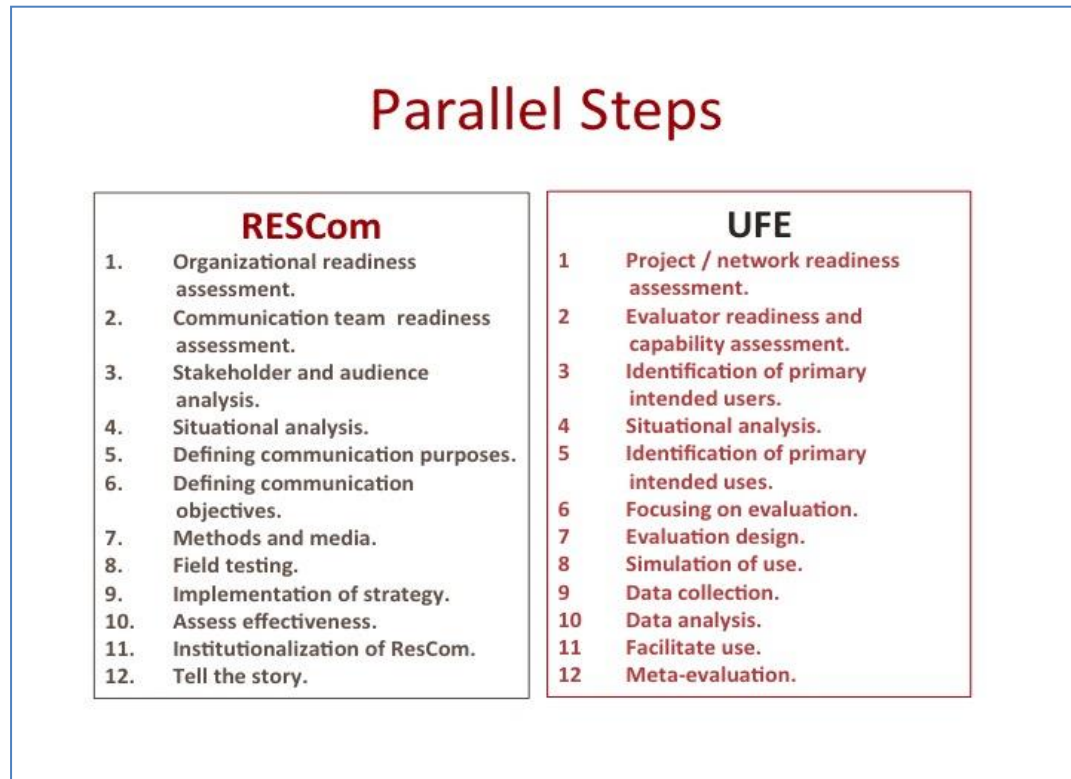 Parallel Steps
RESCom
1. Organizational readiness
assessment.
2. Communication team readiness
assessment.
3. Stakeholder and audience
analysis.
4. Situational analysis.
5. Defining communication purposes.
6. Defining communication
objectives.
7. Methods and media.
8. Field testing.
9. Implementation of strategy.
10. Assess effectiveness.
11. Institutionalization of ResCom.
12. Tell the story.
UFE
1 Project / network readiness
assessment.
2 Evaluator readiness and
capability assessment.
3 Identification of primary
intended users.
4 Situational analysis.
5 Identification of primary
intended uses.
6 Focusing on evaluation.
7 Evaluation design.
8 Simulation of use.
9 Data collection.
10 Data analysis.
11 Facilitate use.
12 Meta-evaluation.